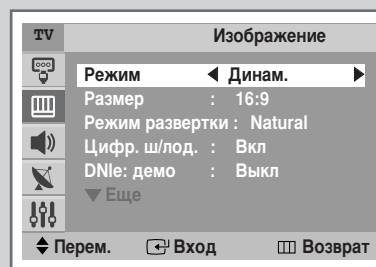 TV Изображение
Режим Динам.
Размер : 16:9
Режим развертки : Natural
Цифр. ш/под. : Вкл
DNIe: демо : Выкл
Еще
Перем. Вход Возврат